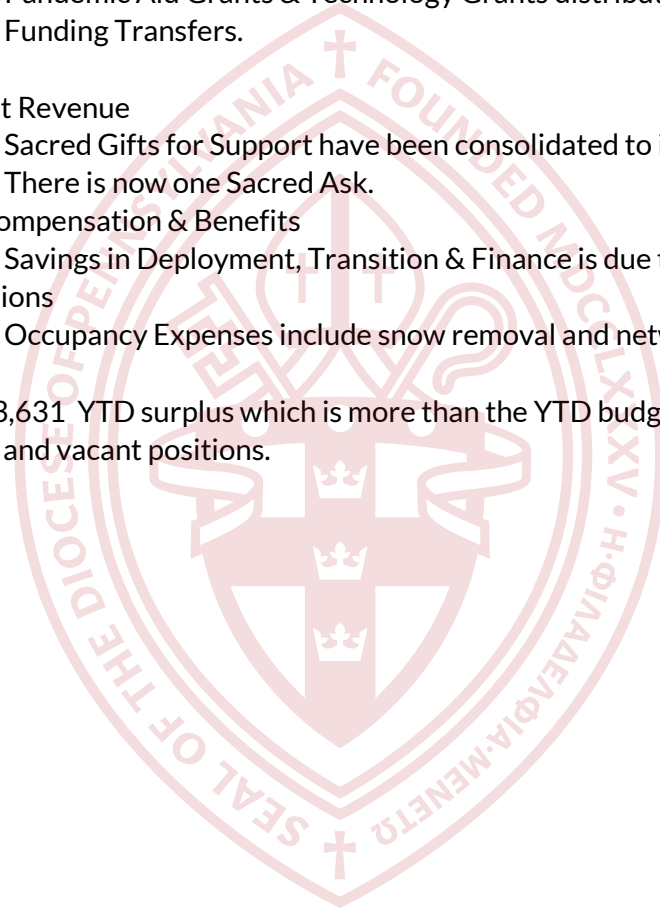 Pandemic Aid Grants & Technology Grants distribut
Funding Transfers.
t Revenue
Sacred Gifts for Support have been consolidated to i
There is now one Sacred Ask.
ompensation & Benefits
Savings in Deployment, Transition & Finance is due t
ions
Occupancy Expenses include snow removal and netw
3,631 YTD surplus which is more than the YTD budg
and vacant positions.
SEAL OF THE DIOCESE OF PENNSYLVANIA
FOUNDED MDCCLXXXV • Η·ΦΙΛΑΔΕΛΦΙΑ·ΜΕΝΕΤΩ